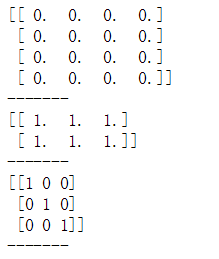 [[ 0.  0.  0.  0.]
 [ 0.  0.  0.  0.]
 [ 0.  0.  0.  0.]
 [ 0.  0.  0.  0.]]
-------
[[ 1.  1.  1.]
 [ 1.  1.  1.]]
-------
[[1 0 0]
 [0 1 0]
 [0 0 1]]
-------